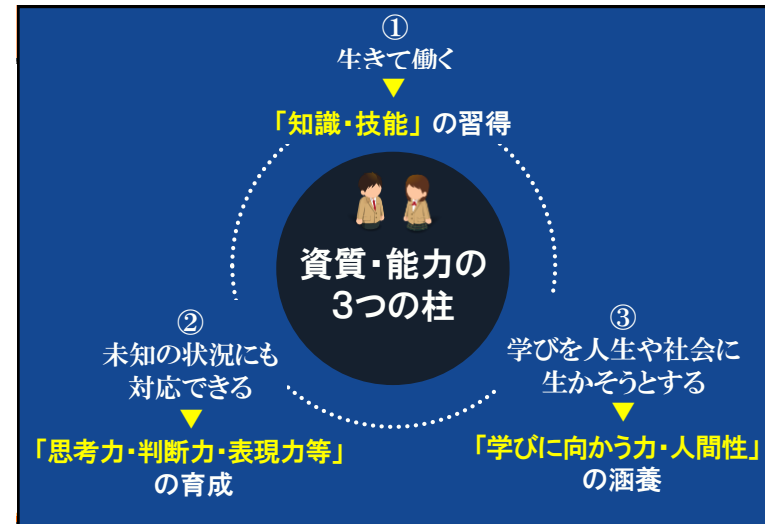 ①
生きて働く
▼
「知識・技能」の習得
資質・能力の
3つの柱
②
未知の状況にも
対応できる
▼
「思考力・判断力・表現力等」
の育成
③
学びを人生や社会に
生かそうとする
▼
「学びに向かう力・人間性」
の涵養